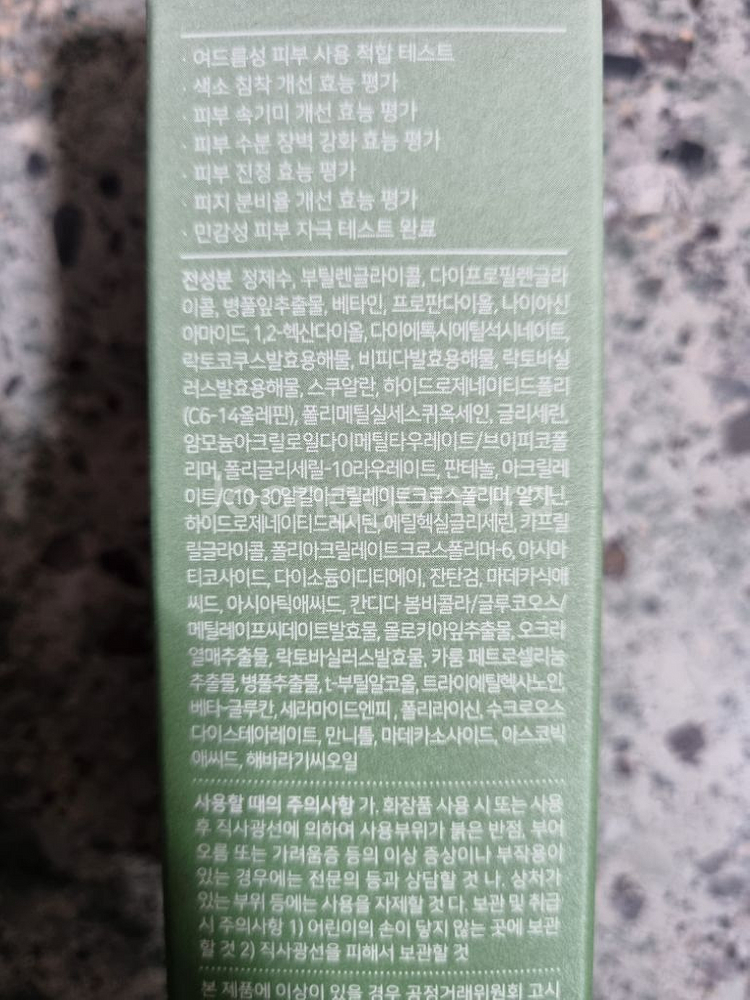 · 여드름성 피부 사용 적합 테스트
· 색소 침착 개선 효능 평가
· 피부 속기미 개선 효능 평가
· 피부 수분 장벽 강화 효능 평가
· 피부 진정 효능 평가
· 피지 분비율 개선 효능 평가
· 민감성 피부 자극 테스트 완료
전성분 정제수, 부틸렌글라이콜, 다이프로필렌글라
이콜, 병풀잎추출물, 베타인, 프로판다이올, 나이아신
아마이드, 1,2-헥산다이올, 다이에톡시에틸석시네이트,
락토코쿠스발효용해물, 비피다발효용해물, 락토바실
러스발효용해물, 스쿠알란, 하이드로제네이티드폴리
(C6-14올레핀), 폴리메틸실세스퀴옥세인, 글리세린,
암모늄아크릴로일다이메틸타우레이트/브이피코폴
리머, 폴리글리세릴-10라우레이트, 판테놀, 아크릴레
이트/C10-30알킬아크릴레이트크로스폴리머, 알지닌,
하이드로제네이티드레시틴, 에틸헥실글리세린, 카프릴
릴글라이콜, 폴리아크릴레이트크로스폴리머-6, 아시아
티코사이드, 다이소듐이디티에이, 잔탄검, 마데카식애
씨드, 아시아틱애씨드, 칸디다 봄비콜라/글루코오스/
메틸레이프씨데이트발효물, 몰로키아잎추출물, 오크라
열매추출물, 락토바실러스발효물, 카룸 페트로셀리눔
추출물, 병풀추출물, t-부틸알코올, 트라이에틸헥사노인,
베타-글루칸, 세라마이드엔피, 폴리라이신, 수크로오스
다이스테아레이트, 만니톨, 마데카소사이드, 아스코빅
애씨드, 해바라기씨오일
사용할 때의 주의사항 가. 화장품 사용 시 또는 사용
후 직사광선에 의하여 사용부위가 붉은 반점, 부어
오름 또는 가려움증 등의 이상 증상이나 부작용이
있는 경우에는 전문의 등과 상담할 것 나. 상처가
있는 부위 등에는 사용을 자제할 것 다. 보관 및 취급
시 주의사항 1) 어린이의 손이 닿지 않는 곳에 보관
할 것 2) 직사광선을 피해서 보관할 것
본 제품에 이상이 있을 경우 공정거래위원회 고시